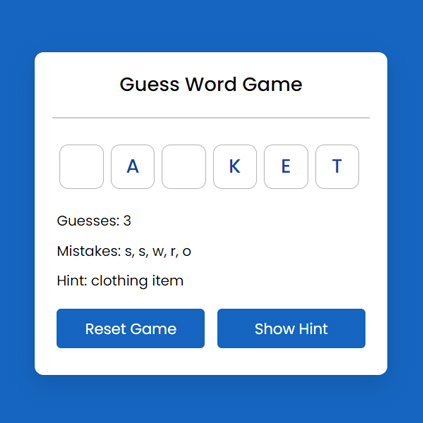 Guess Word Game
A K E T
Guesses: 3
Mistakes: s, s, w, r, o
Hint: clothing item
Reset Game Show Hint